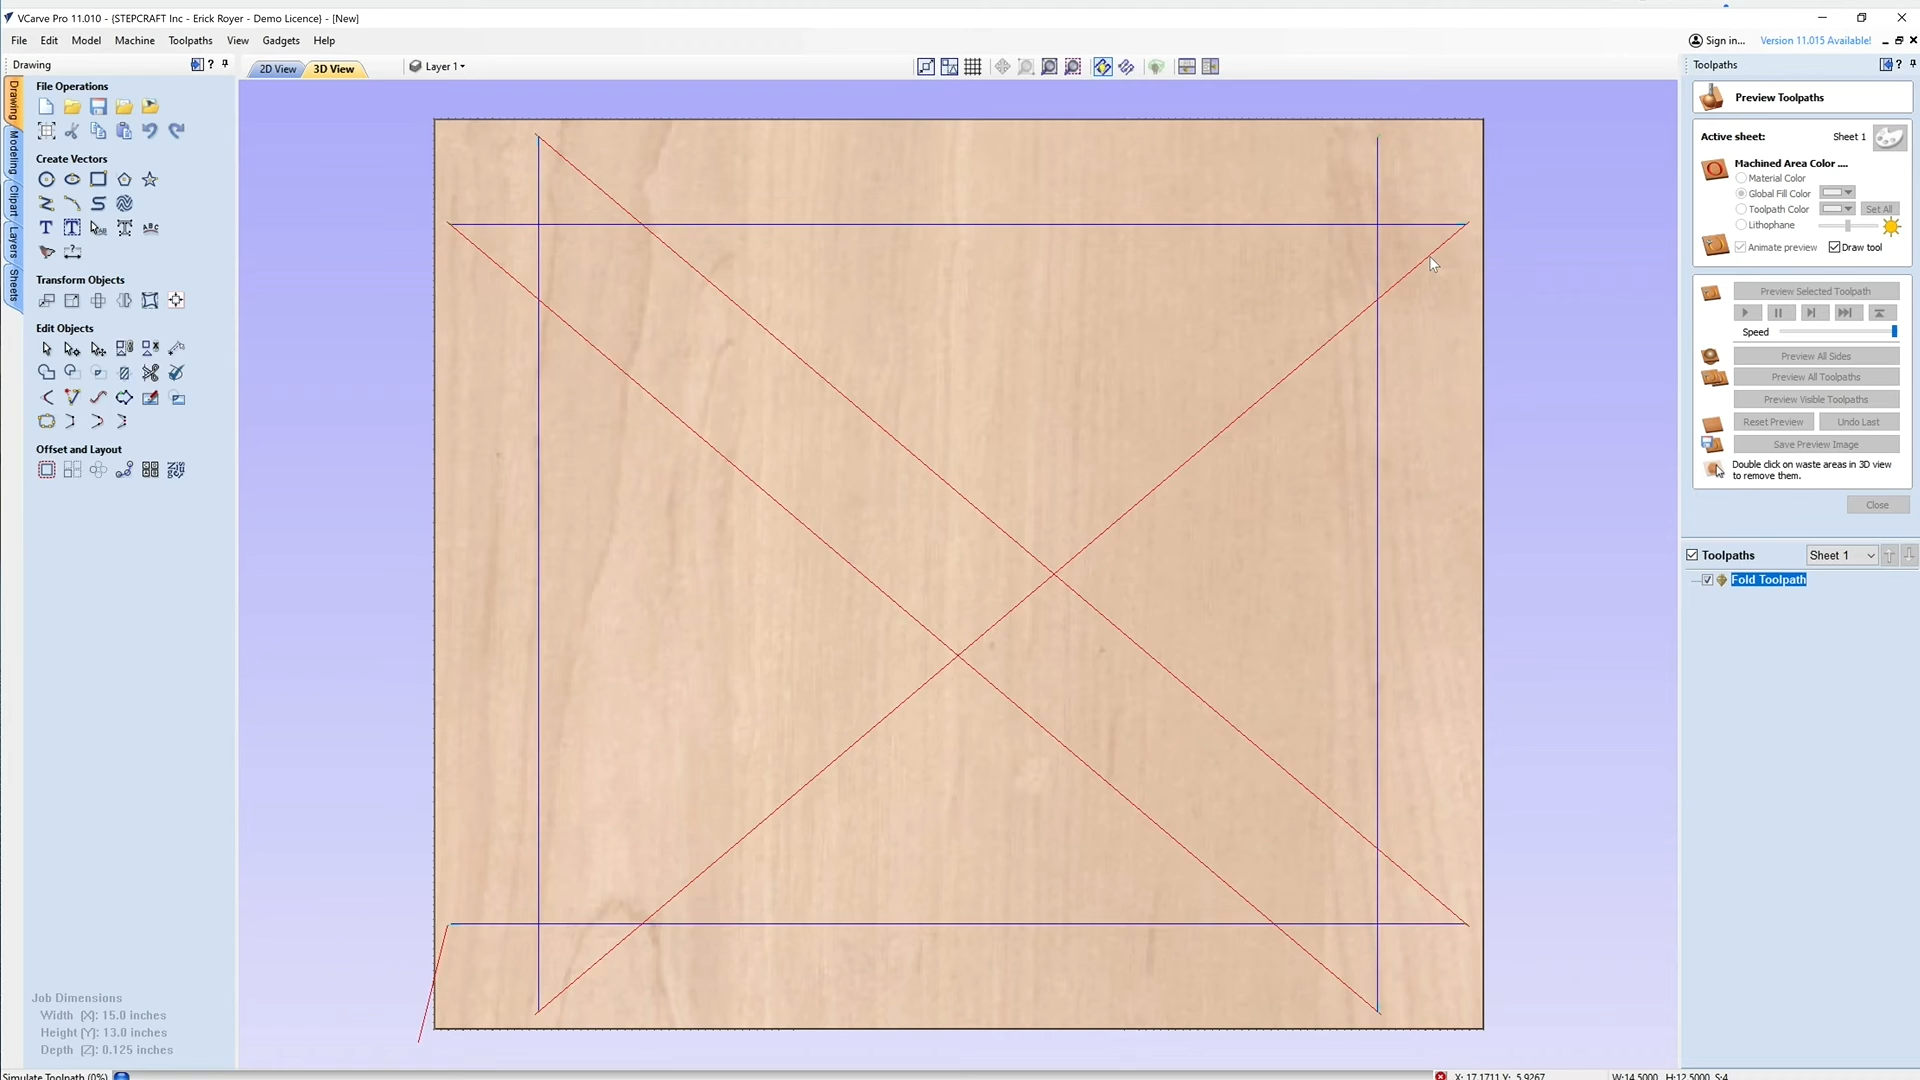 VCarve Pro 11.010 - {STEPCRAFT Inc - Erick Royer - Demo Licence} - [New]
File Edit Model Machine Toolpaths View Gadgets Help
Sign in... Version 11.015 Available!
Drawing
2D View 3D View Layer 1
Toolpaths
Drawing
Modeling
Clipart
Layers
Sheets
File Operations
Create Vectors
Transform Objects
Edit Objects
Offset and Layout
Job Dimensions
Width (X): 15.0 inches
Height (Y): 13.0 inches
Depth (Z): 0.125 inches
Preview Toolpaths
Active sheet: Sheet 1
Machined Area Color ....
Material Color
Global Fill Color
Toolpath Color Set All
Lithophane
Animate preview Draw tool
Preview Selected Toolpath
Speed
Preview All Sides
Preview All Toolpaths
Preview Visible Toolpaths
Reset Preview Undo Last
Save Preview Image
Double click on waste areas in 3D view
to remove them.
Close
Toolpaths Sheet 1
Fold Toolpath
Simulate Toolpath (0%)
X: 17.1711 Y: 5.9267 W:14.5000 H:12.5000 S:4